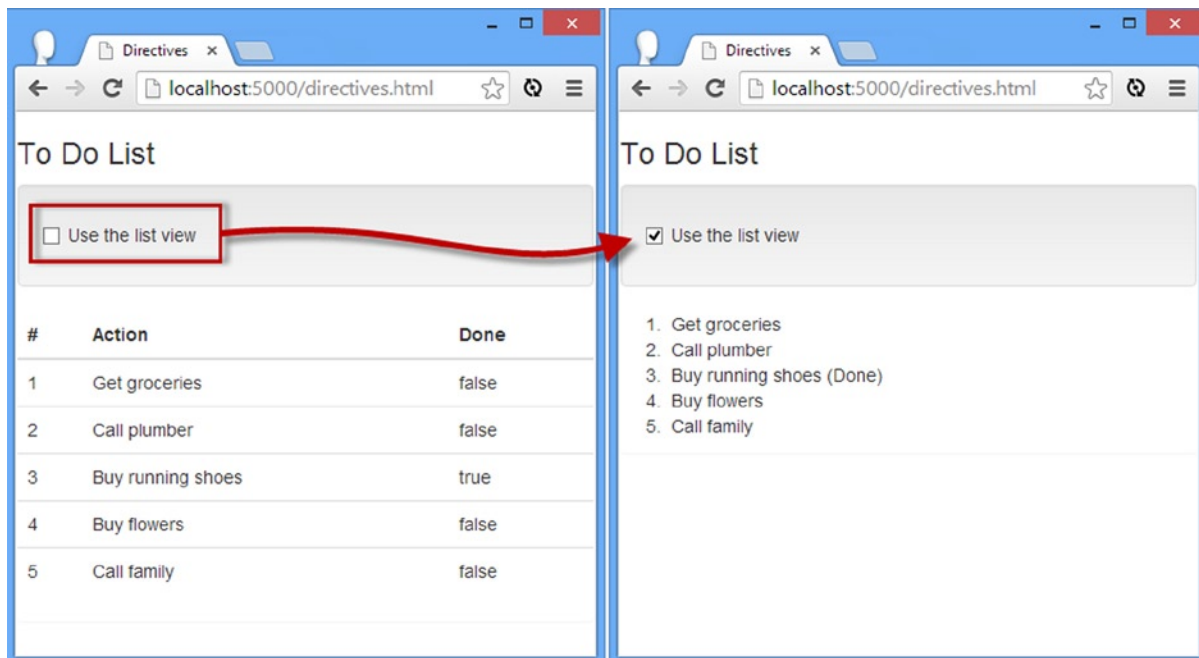 Directives
localhost:5000/directives.html
To Do List
Use the list view
# Action Done
1 Get groceries false
2 Call plumber false
3 Buy running shoes true
4 Buy flowers false
5 Call family false
Directives
localhost:5000/directives.html
To Do List
Use the list view
1. Get groceries
2. Call plumber
3. Buy running shoes (Done)
4. Buy flowers
5. Call family